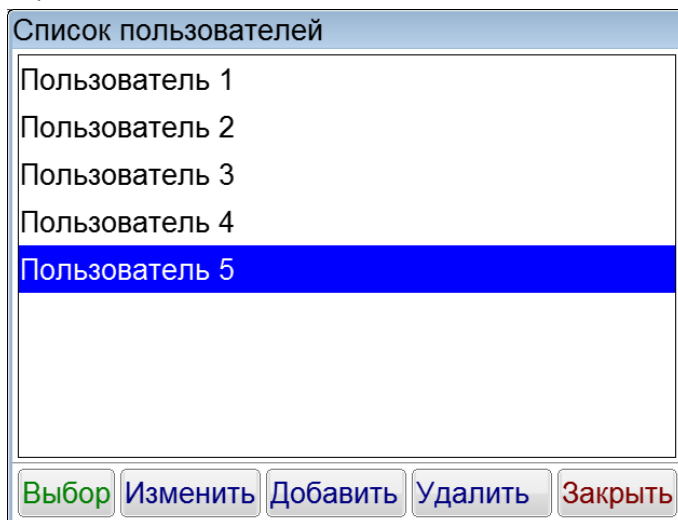 Список пользователей
Пользователь 1
Пользователь 2
Пользователь 3
Пользователь 4
Пользователь 5
Выбор Изменить Добавить Удалить Закрыть